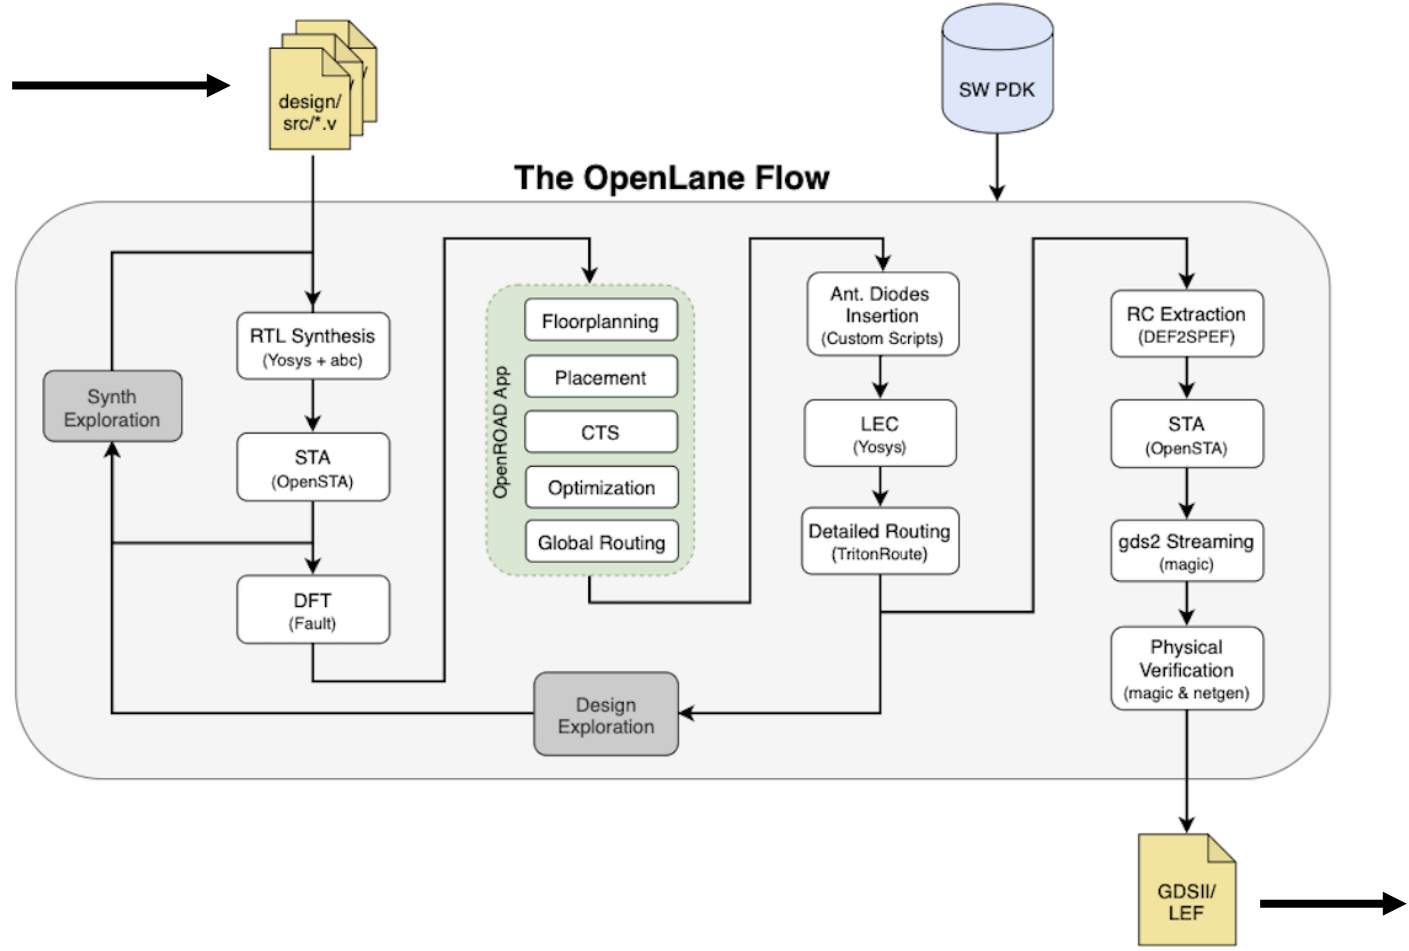 design/
src/*.v
SW PDK
The OpenLane Flow
RTL Synthesis
(Yosys + abc)
Synth
Exploration
STA
(OpenSTA)
DFT
(Fault)
OpenROAD App
Floorplanning
Placement
CTS
Optimization
Global Routing
Design
Exploration
Ant. Diodes
Insertion
(Custom Scripts)
LEC
(Yosys)
Detailed Routing
(TritonRoute)
RC Extraction
(DEF2SPEF)
STA
(OpenSTA)
gds2 Streaming
(magic)
Physical
Verification
(magic & netgen)
GDSII/
LEF